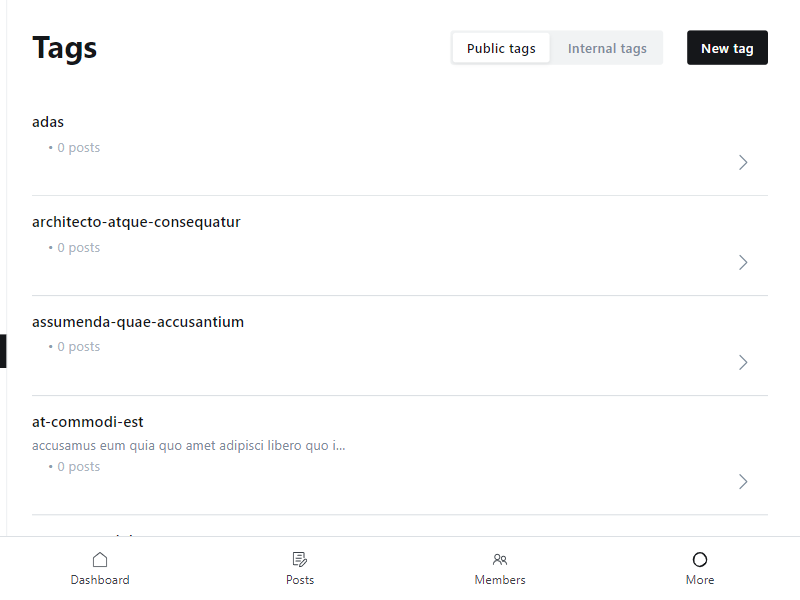 Tags
Public tags
Internal tags
New tag
adas
• 0 posts
architecto-atque-consequatur
• 0 posts
assumenda-quae-accusantium
• 0 posts
at-commodi-est
accusamus eum quia quo amet adipisci libero quo i...
• 0 posts
Dashboard
Posts
Members
More